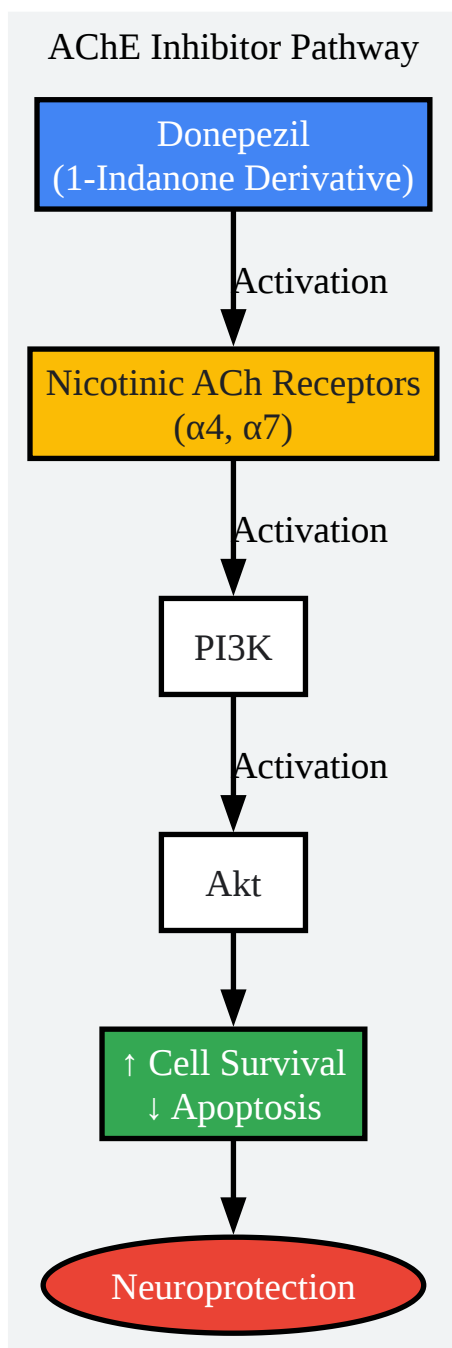 AChE Inhibitor Pathway
Donepezil
(1-Indanone Derivative)
Activation
Nicotinic ACh Receptors
(α4, α7)
Activation
PI3K
Activation
Akt
↑ Cell Survival
↓ Apoptosis
Neuroprotection